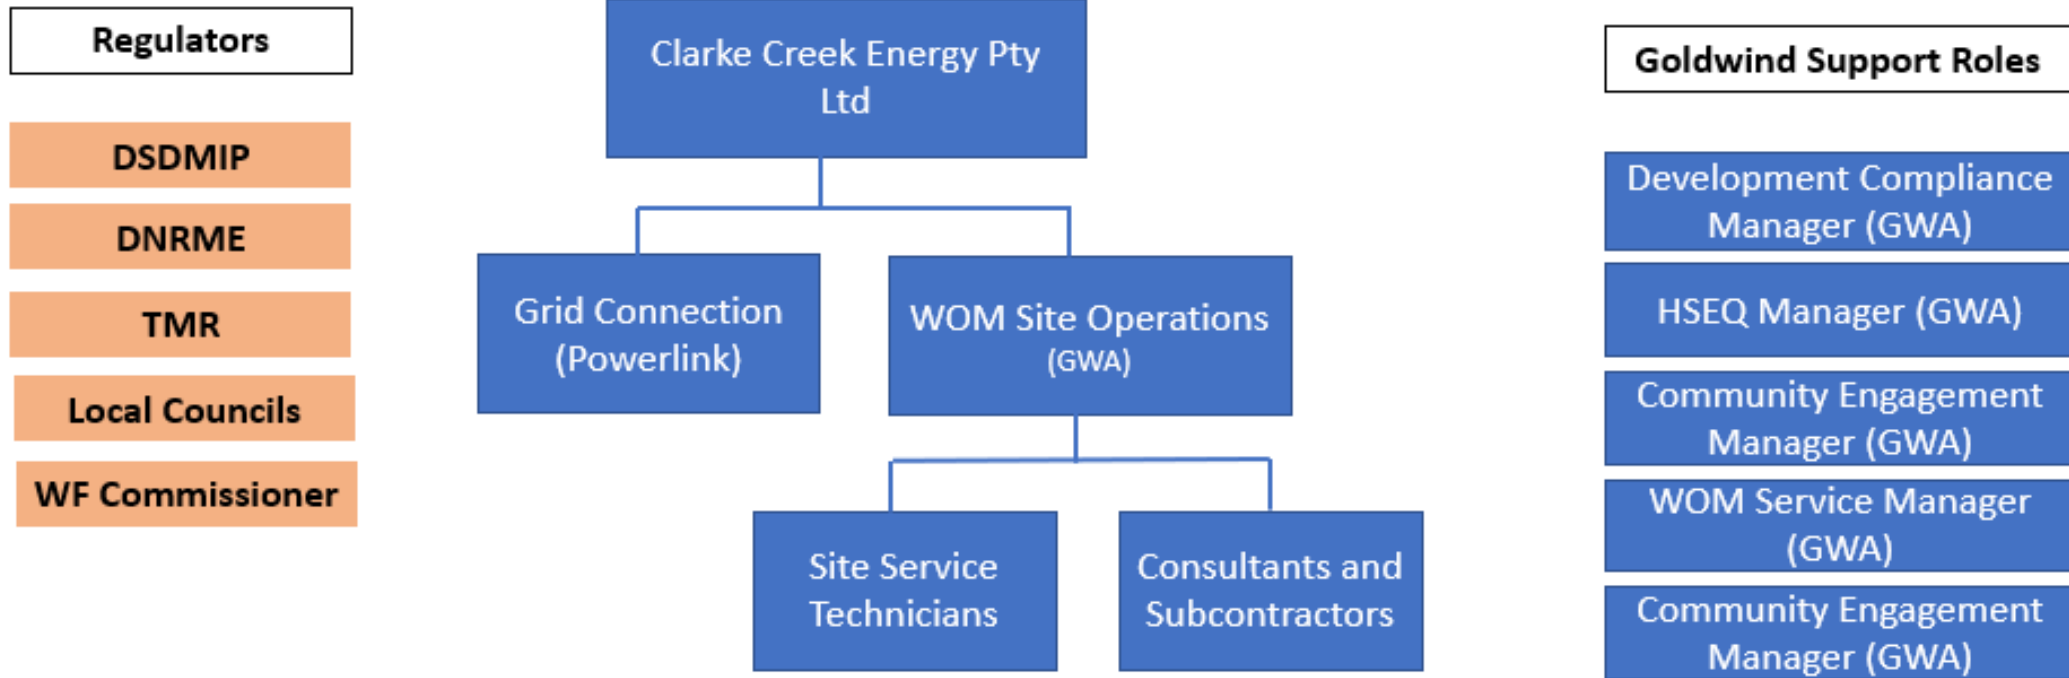 Regulators
DSDMIP
DNRME
TMR
Local Councils
WF Commissioner
Clarke Creek Energy Pty
Ltd
Grid Connection
(Powerlink)
WOM Site Operations
(GWA)
Site Service
Technicians
Consultants and
Subcontractors
Goldwind Support Roles
Development Compliance
Manager (GWA)
HSEQ Manager (GWA)
Community Engagement
Manager (GWA)
WOM Service Manager
(GWA)
Community Engagement
Manager (GWA)